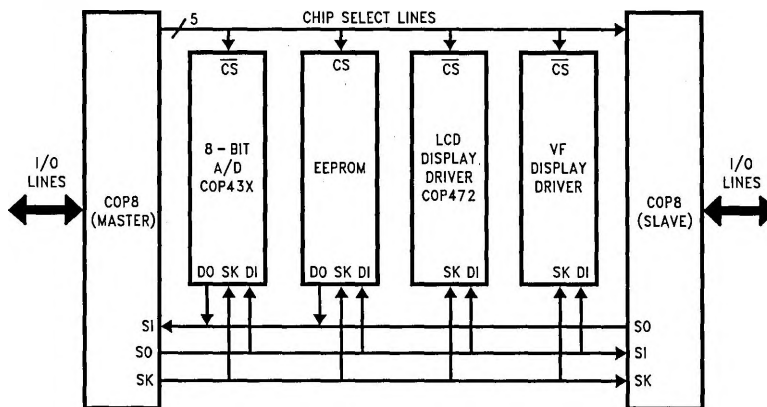 5
CHIP SELECT LINES
CS
CS
CS
CS
8-BIT
A/D
COP43X
EEPROM
LCD
DISPLAY
DRIVER
COP472
VF
DISPLAY
DRIVER
I/O
LINES
COP8
(MASTER)
COP8
(SLAVE)
I/O
LINES
DO SK DI
DO SK DI
SK DI
SK DI
SI
SO
SO
SI
SK
SK